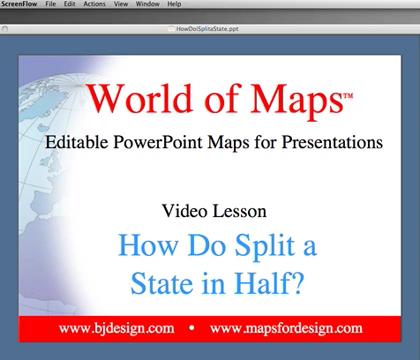 ScreenFlow File Edit Actions View Window Help
HowDoISplitaState.ppt
World of Maps™
Editable PowerPoint Maps for Presentations
Video Lesson
How Do Split a
State in Half?
www.bjdesign.com • www.mapsfordesign.com